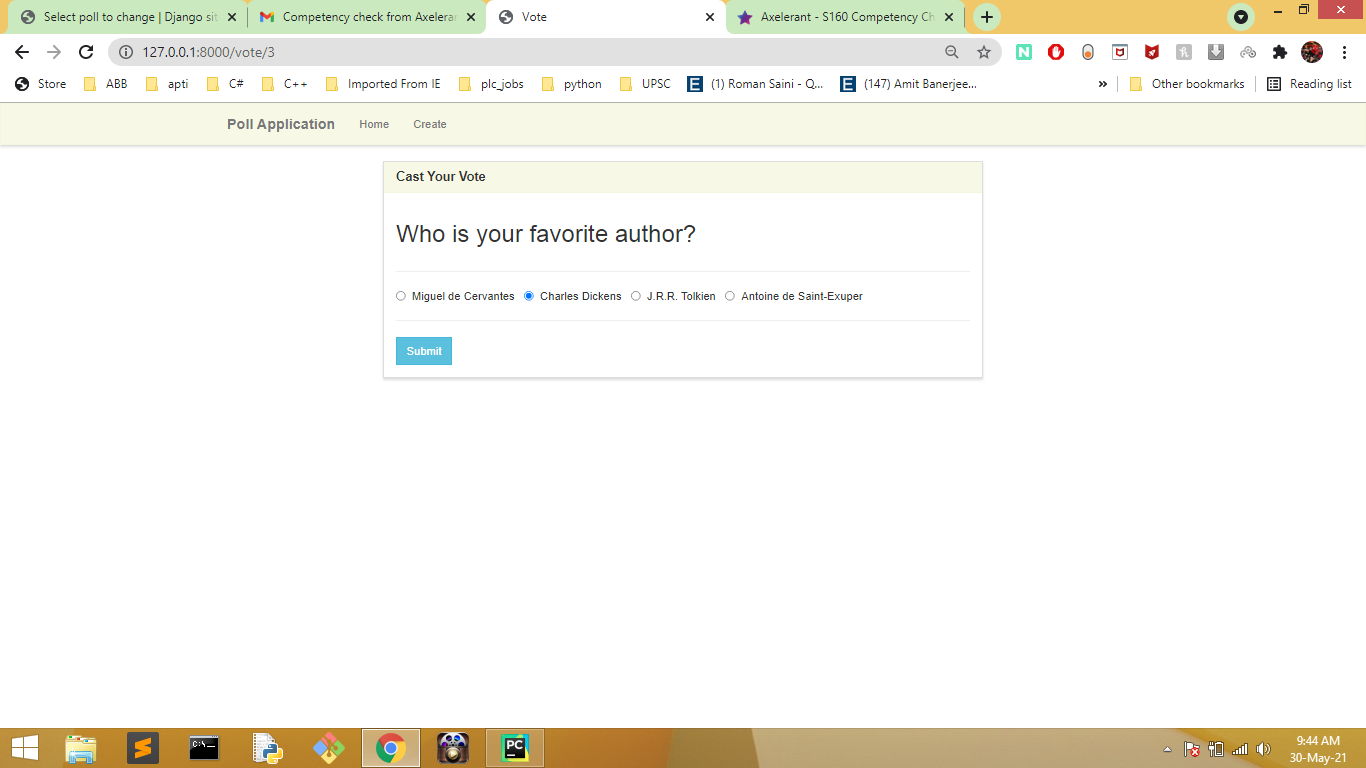 Select poll to change | Django sit
Competency check from Axeleran
Vote
Axelerant - S160 Competency Ch
127.0.0.1:8000/vote/3
Store ABB apti C# C++ Imported From IE plc_jobs python UPSC (1) Roman Saini - Q... (147) Amit Banerjee... » Other bookmarks Reading list
Poll Application Home Create
Cast Your Vote
Who is your favorite author?
Miguel de Cervantes Charles Dickens J.R.R. Tolkien Antoine de Saint-Exuper
Submit
C:\_
PC
9:44 AM
30-May-21